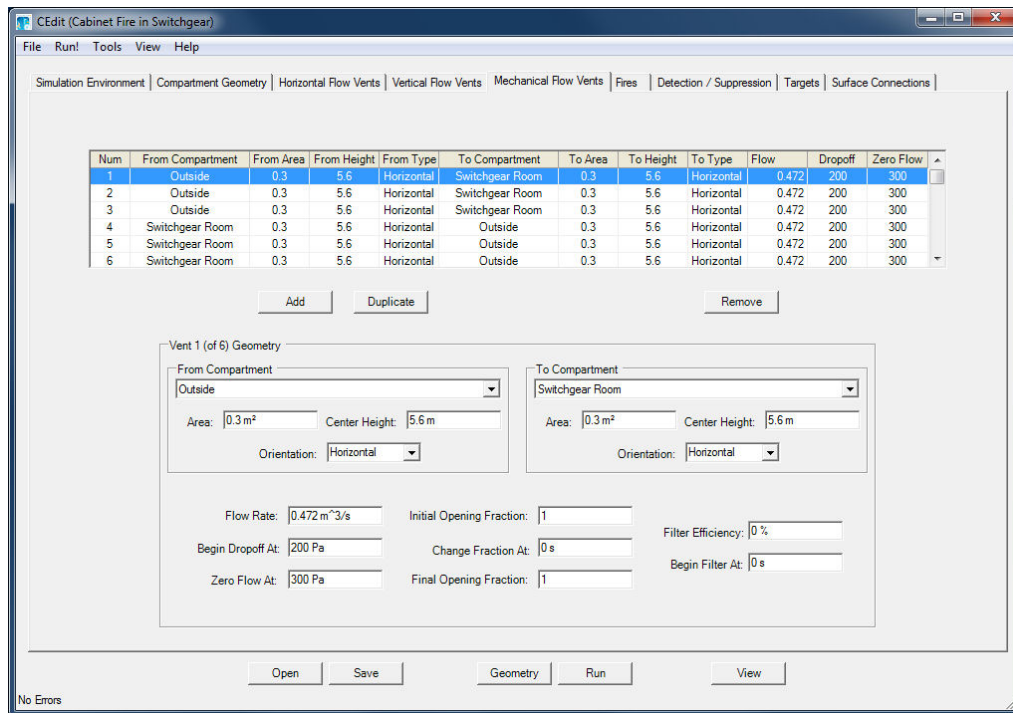 CEdit (Cabinet Fire in Switchgear)
File Run! Tools View Help
Simulation Environment Compartment Geometry Horizontal Flow Vents Vertical Flow Vents Mechanical Flow Vents Fires Detection / Suppression Targets Surface Connections
Num From Compartment From Area From Height From Type To Compartment To Area To Height To Type Flow Dropoff Zero Flow
1 Outside 0.3 5.6 Horizontal Switchgear Room 0.3 5.6 Horizontal 0.472 200 300
2 Outside 0.3 5.6 Horizontal Switchgear Room 0.3 5.6 Horizontal 0.472 200 300
3 Outside 0.3 5.6 Horizontal Switchgear Room 0.3 5.6 Horizontal 0.472 200 300
4 Switchgear Room 0.3 5.6 Horizontal Outside 0.3 5.6 Horizontal 0.472 200 300
5 Switchgear Room 0.3 5.6 Horizontal Outside 0.3 5.6 Horizontal 0.472 200 300
6 Switchgear Room 0.3 5.6 Horizontal Outside 0.3 5.6 Horizontal 0.472 200 300
Add Duplicate Remove
Vent 1 (of 6) Geometry
From Compartment To Compartment
Outside Switchgear Room
Area: 0.3 m² Center Height: 5.6 m Area: 0.3 m² Center Height: 5.6 m
Orientation: Horizontal Orientation: Horizontal
Flow Rate: 0.472 m^3/s Initial Opening Fraction: 1
Filter Efficiency: 0 %
Begin Dropoff At: 200 Pa Change Fraction At: 0 s
Begin Filter At: 0 s
Zero Flow At: 300 Pa Final Opening Fraction: 1
Open Save Geometry Run View
No Errors